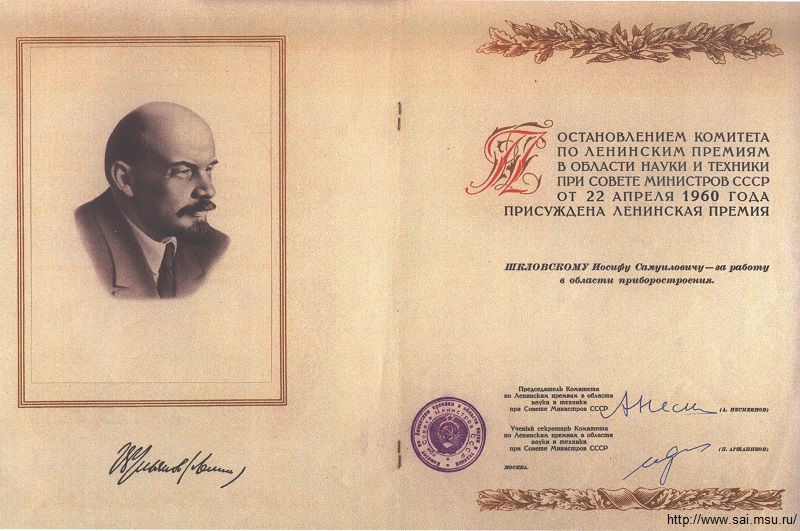 ПОСТАНОВЛЕНИЕМ КОМИТЕТА
ПО ЛЕНИНСКИМ ПРЕМИЯМ
В ОБЛАСТИ НАУКИ И ТЕХНИКИ
ПРИ СОВЕТЕ МИНИСТРОВ СССР
ОТ 22 АПРЕЛЯ 1960 ГОДА
ПРИСУЖДЕНА ЛЕНИНСКАЯ ПРЕМИЯ
ШКЛОВСКОМУ Иосифу Самуиловичу—за работу
в области приборостроения.
Председатель Комитета
по Ленинским премиям в области
науки и техники
при Совете Министров СССР
(А. НЕСМЕЯНОВ)
Ученый секретарь Комитета
по Ленинским премиям в области
науки и техники
при Совете Министров СССР
(Н. АРЖАНИКОВ)
МОСКВА.
В. Ульянов (Ленин)
http://www.sai.msu.ru/